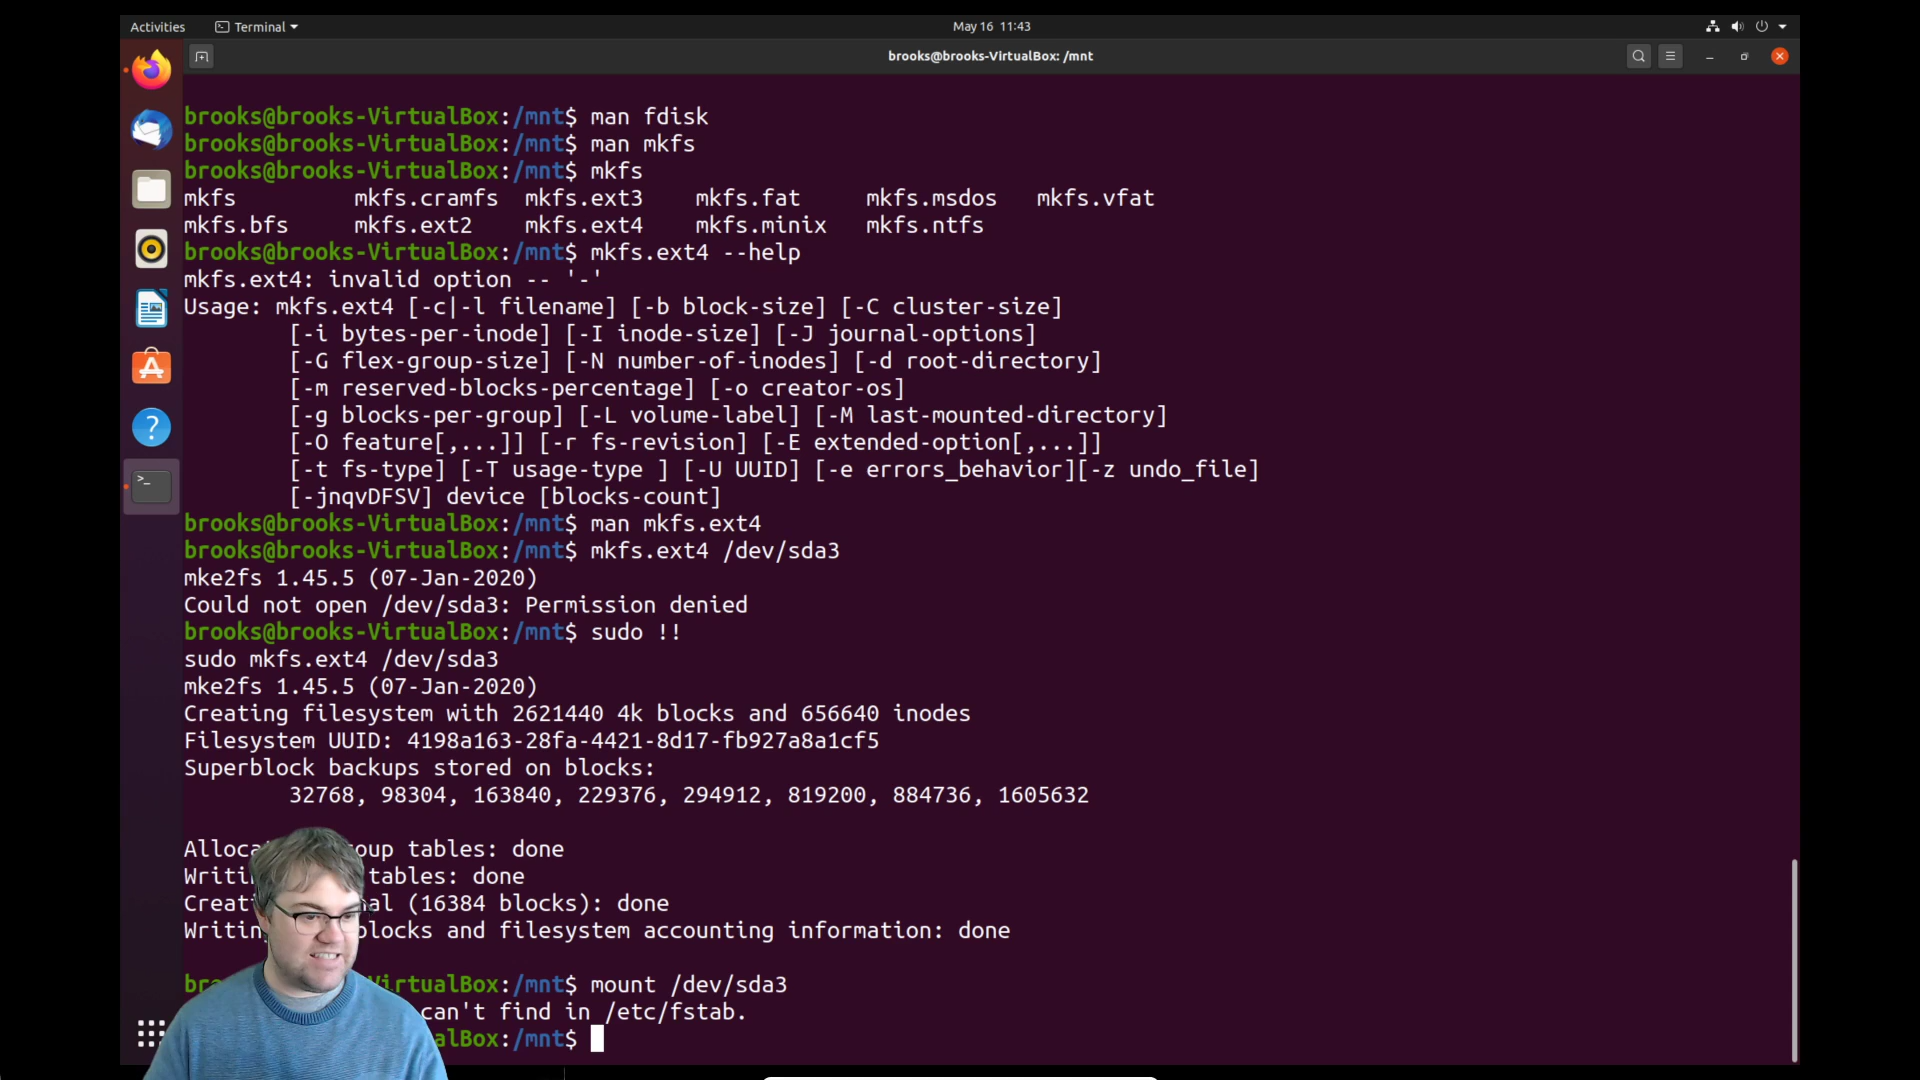 Activities Terminal May 16 11:43
brooks@brooks-VirtualBox: /mnt
brooks@brooks-VirtualBox:/mnt$ man fdisk
brooks@brooks-VirtualBox:/mnt$ man mkfs
brooks@brooks-VirtualBox:/mnt$ mkfs
mkfs mkfs.cramfs mkfs.ext3 mkfs.fat mkfs.msdos mkfs.vfat
mkfs.bfs mkfs.ext2 mkfs.ext4 mkfs.minix mkfs.ntfs
brooks@brooks-VirtualBox:/mnt$ mkfs.ext4 --help
mkfs.ext4: invalid option -- '-'
Usage: mkfs.ext4 [-c|-l filename] [-b block-size] [-C cluster-size]
[-i bytes-per-inode] [-I inode-size] [-J journal-options]
[-G flex-group-size] [-N number-of-inodes] [-d root-directory]
[-m reserved-blocks-percentage] [-o creator-os]
[-g blocks-per-group] [-L volume-label] [-M last-mounted-directory]
[-O feature[,...]] [-r fs-revision] [-E extended-option[,...]]
[-t fs-type] [-T usage-type ] [-U UUID] [-e errors_behavior][-z undo_file]
[-jnqvDFSV] device [blocks-count]
brooks@brooks-VirtualBox:/mnt$ man mkfs.ext4
brooks@brooks-VirtualBox:/mnt$ mkfs.ext4 /dev/sda3
mke2fs 1.45.5 (07-Jan-2020)
Could not open /dev/sda3: Permission denied
brooks@brooks-VirtualBox:/mnt$ sudo !!
sudo mkfs.ext4 /dev/sda3
mke2fs 1.45.5 (07-Jan-2020)
Creating filesystem with 2621440 4k blocks and 656640 inodes
Filesystem UUID: 4198a163-28fa-4421-8d17-fb927a8a1cf5
Superblock backups stored on blocks:
32768, 98304, 163840, 229376, 294912, 819200, 884736, 1605632
Alloca oup tables: done
Writi tables: done
Creat al (16384 blocks): done
Writin blocks and filesystem accounting information: done
br irtualBox:/mnt$ mount /dev/sda3
can't find in /etc/fstab.
alBox:/mnt$